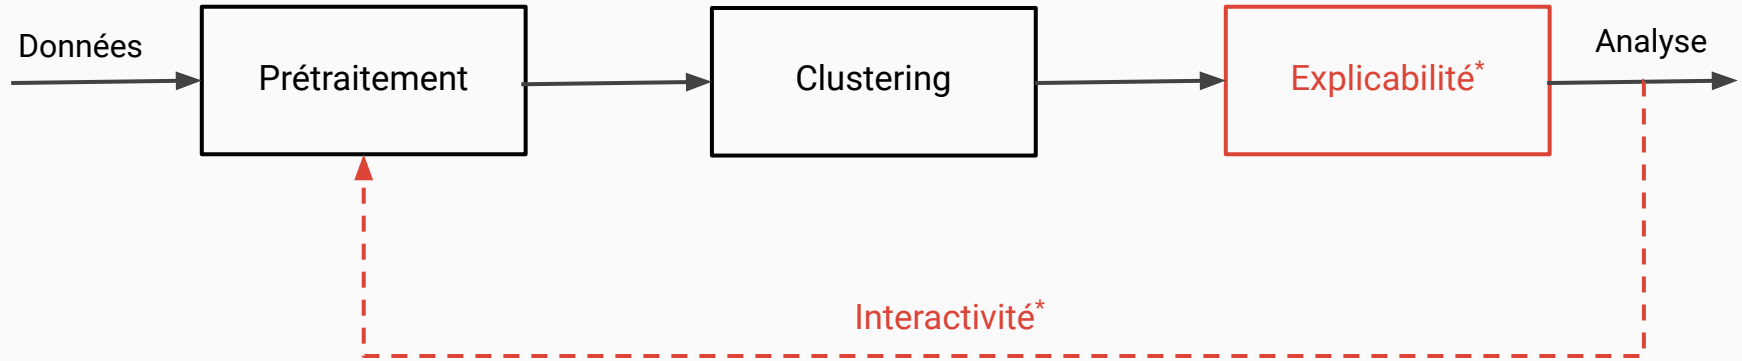 Données
Prétraitement
Clustering
Explicabilité*
Analyse
Interactivité*